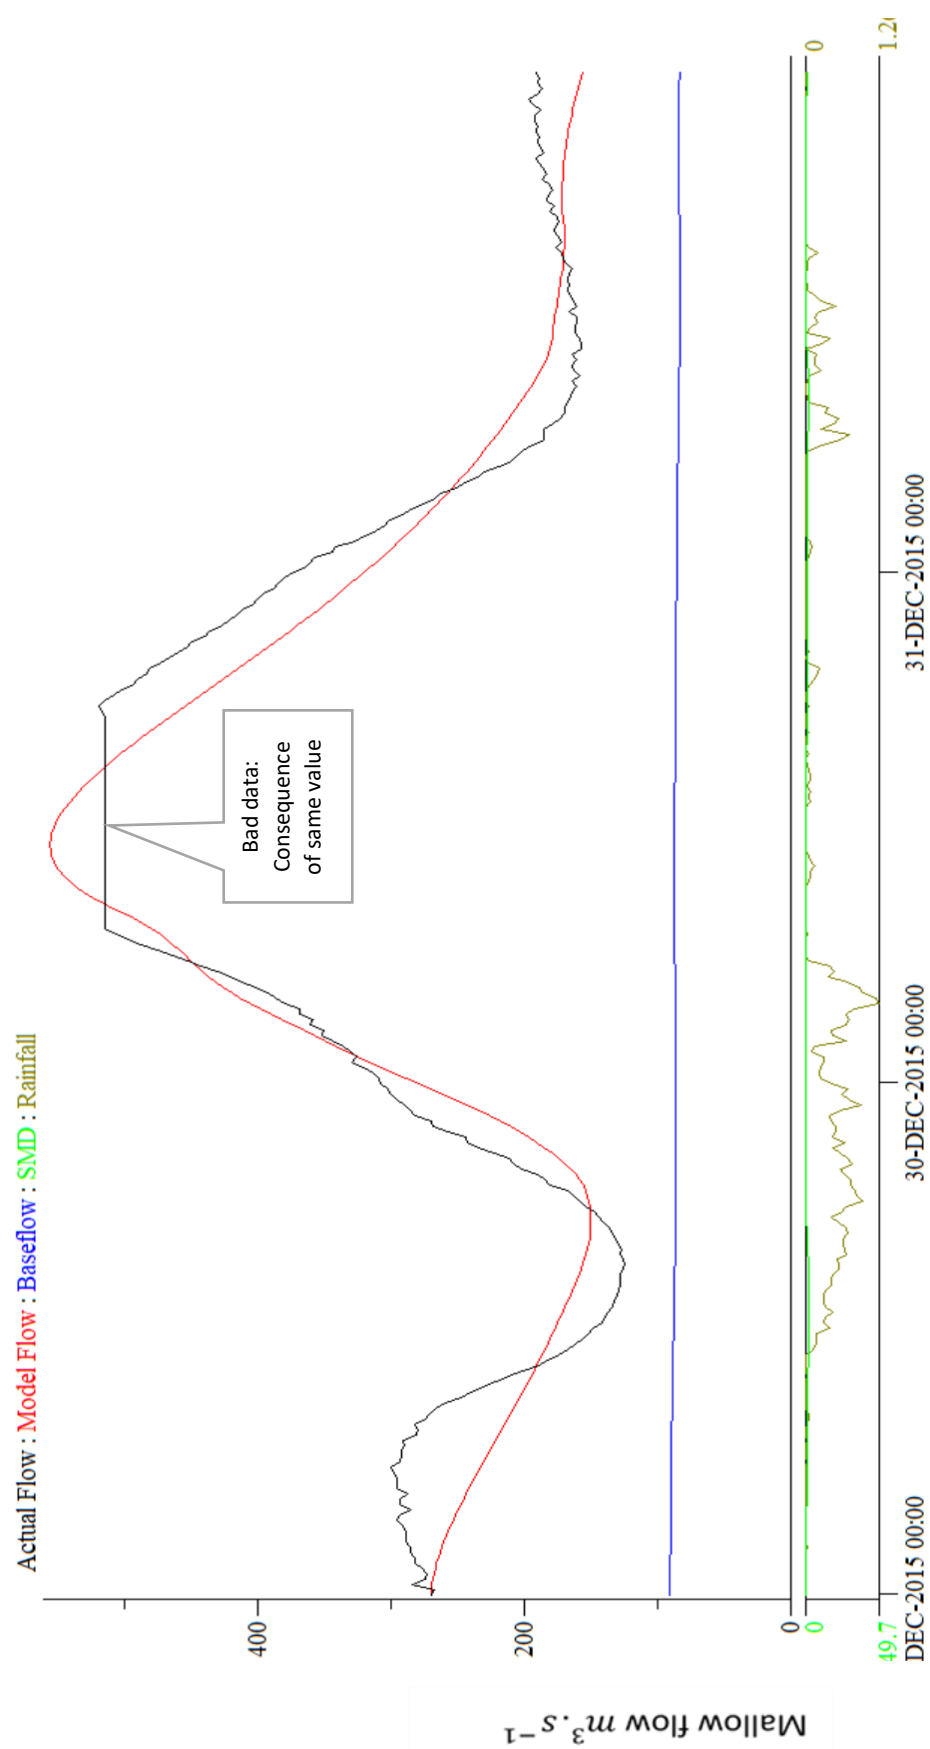 Actual Flow : Model Flow : Baseflow : SMD : Rainfall
Mallow flow m³.s⁻¹
400
200
0
0
49.7
0
1.2
Bad data:
Consequence
of same value
DEC-2015 00:00
30-DEC-2015 00:00
31-DEC-2015 00:00